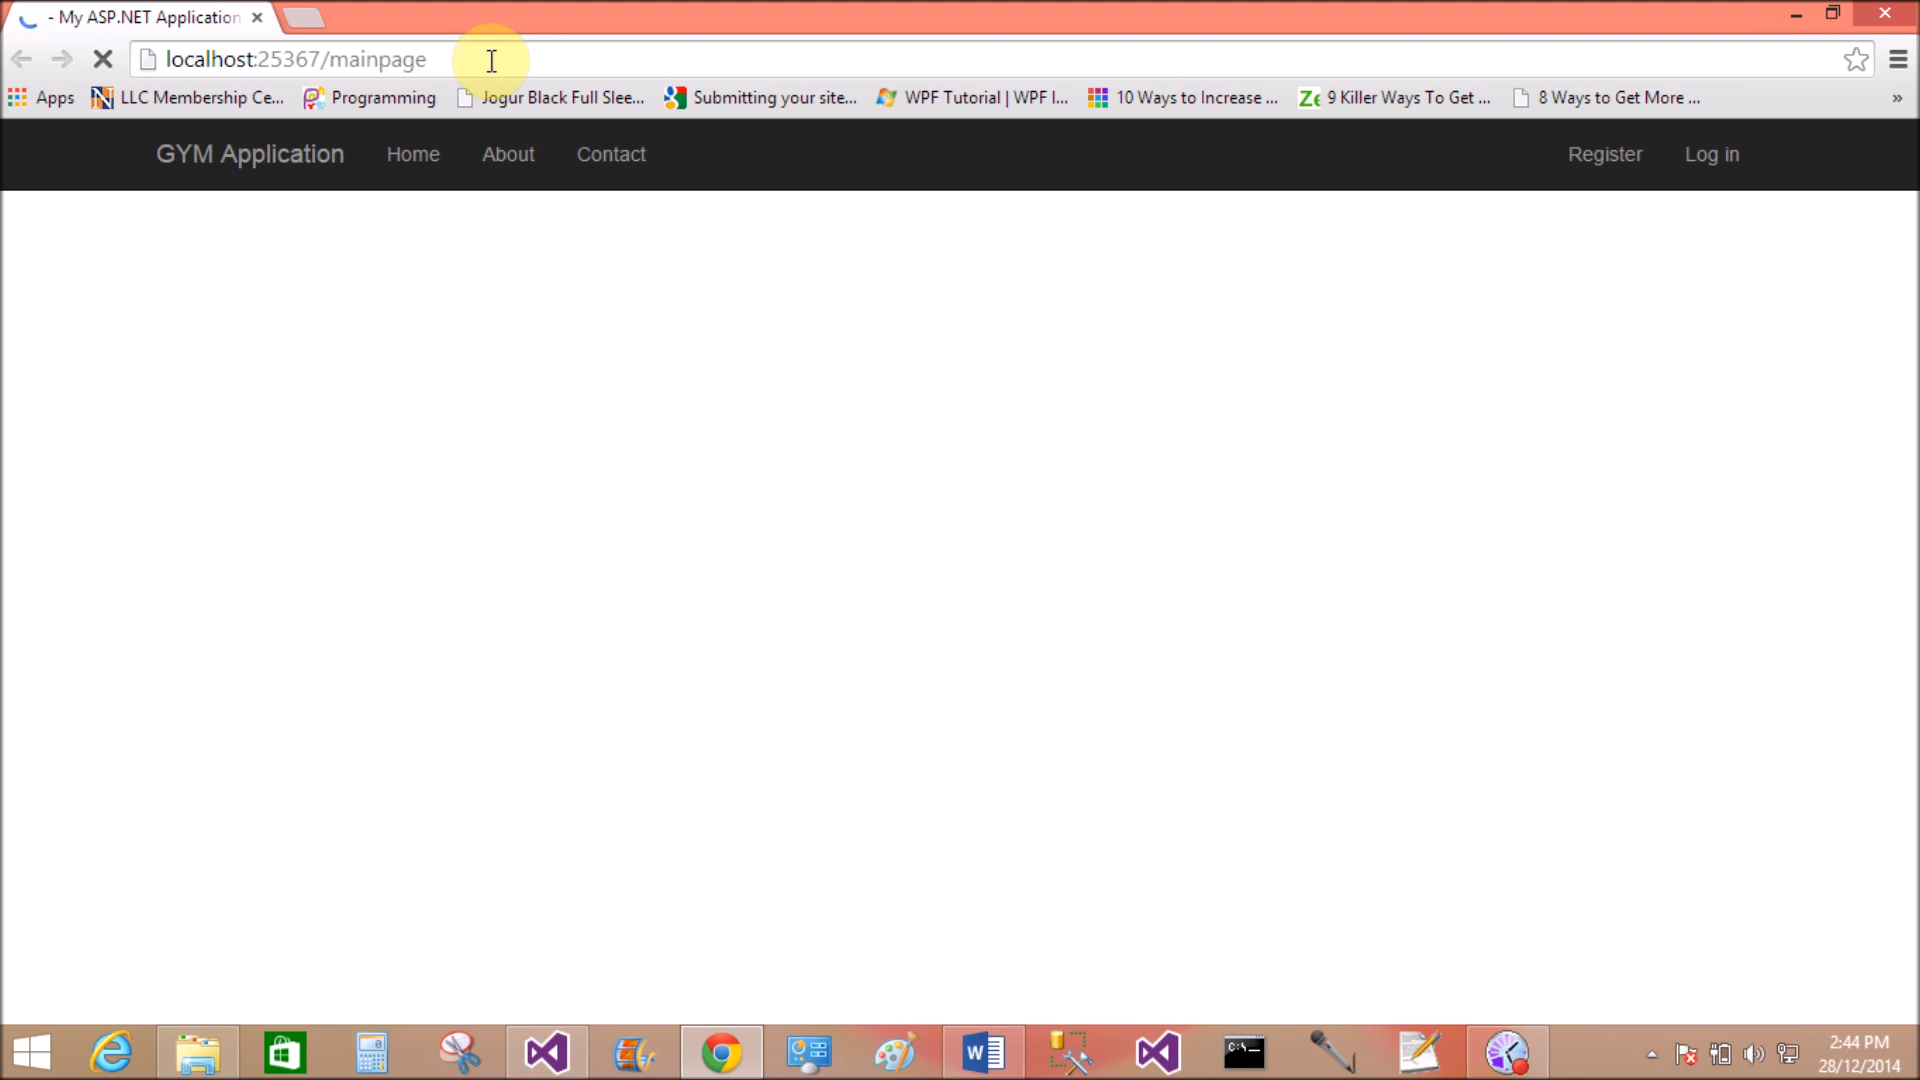 - My ASP.NET Application
localhost:25367/mainpage
Apps LLC Membership Ce... Programming Jogur Black Full Slee... Submitting your site... WPF Tutorial | WPF I... 10 Ways to Increase ... Ze 9 Killer Ways To Get ... 8 Ways to Get More ... »
GYM Application Home About Contact Register Log in
2:44 PM
28/12/2014